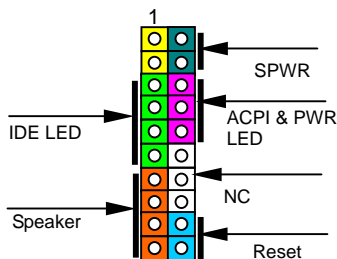 1
SPWR
IDE LED
ACPI & PWR
LED
NC
Speaker
Reset